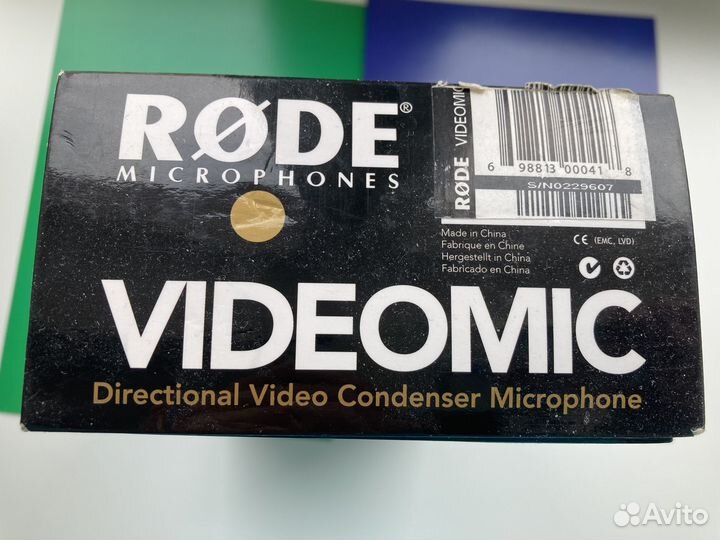 RØDE®
MICROPHONES
VIDEOMIC
Directional Video Condenser Microphone
RØDE VIDEOMIC
6 98813 00041 8
S/N0229607
Made in China
Fabrique en Chine
Hergestellt in China
Fabricado en China
CE (EMC, LVD)
Avito